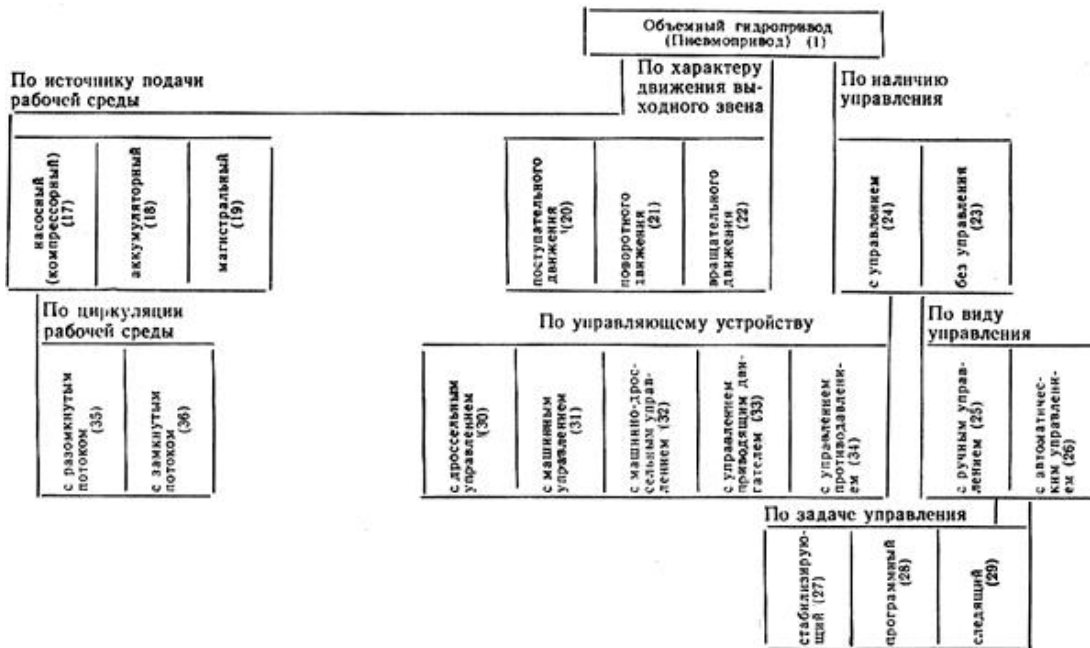 Объемный гидропривод
(Пневмопривод) (1)
По источнику подачи
рабочей среды
По характеру
движения вы-
ходного звена
По наличию
управления
насосный
(компрессорный)
(17)
аккумуляторный
(18)
магистральный
(19)
поступательного
движения
(20)
поворотного
движения
(21)
вращательного
движения
(22)
с управлением
(24)
без управления
(23)
По циркуляции
рабочей среды
По управляющему устройству
По виду
управления
с разомкнутым
потоком (35)
с замкнутым
потоком (36)
с дроссельным
управлением
(30)
с машинным
управлением
(31)
с машинно-дрос-
сельным управ-
лением (32)
с управлением
приводящим дви-
гателем (33)
с управлением
противодавлени-
ем (34)
с ручным управ-
лением (25)
с автоматичес-
ким управлени-
ем (26)
По задаче управления
стабилизирую-
щий (27)
программный
(28)
следящий
(29)